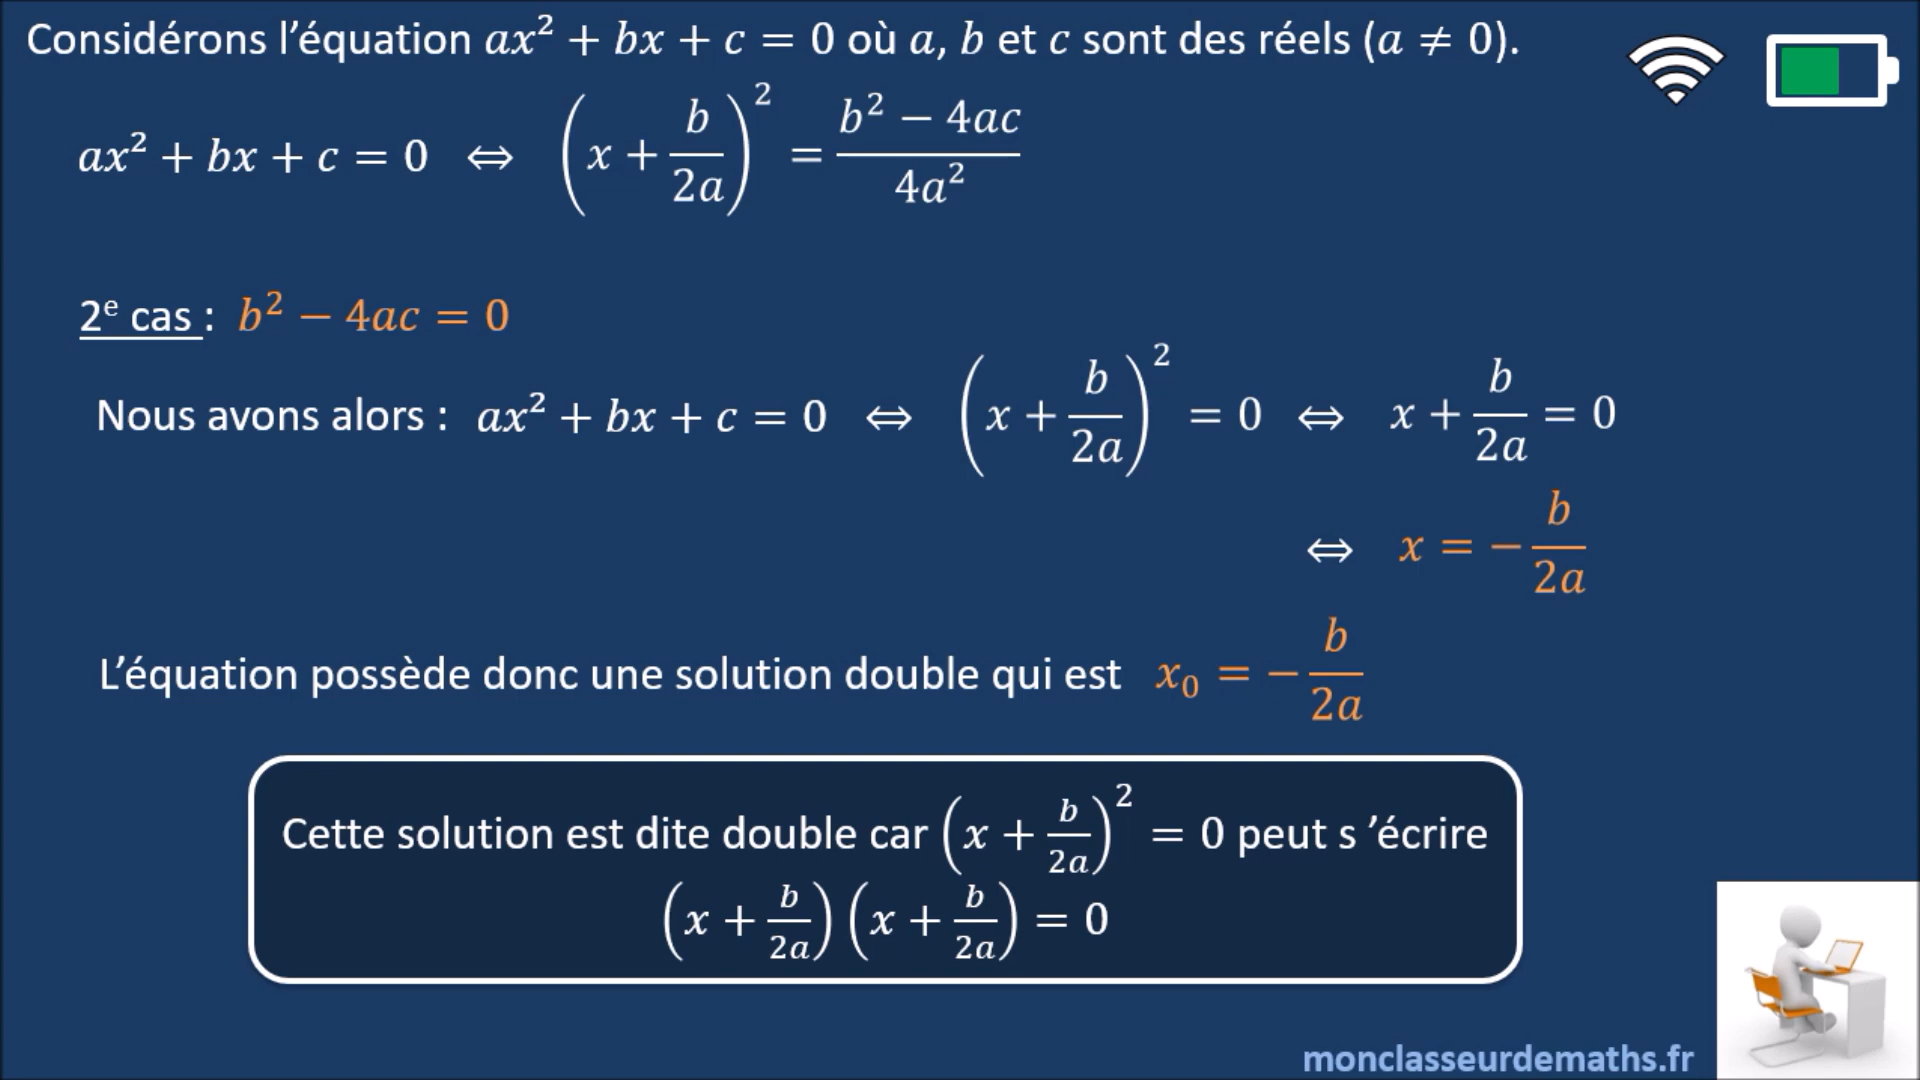 Considérons l’équation ax² + bx + c = 0 où a, b et c sont des réels (a ≠ 0).
ax² + bx + c = 0 ⇔ (x + b/2a)² = (b² − 4ac)/4a²
2ᵉ cas : b² − 4ac = 0
Nous avons alors : ax² + bx + c = 0 ⇔ (x + b/2a)² = 0 ⇔ x + b/2a = 0
⇔ x = − b/2a
L’équation possède donc une solution double qui est x₀ = − b/2a
Cette solution est dite double car (x + b/2a)² = 0 peut s ’écrire
(x + b/2a)(x + b/2a) = 0
monclasseurdemaths.fr